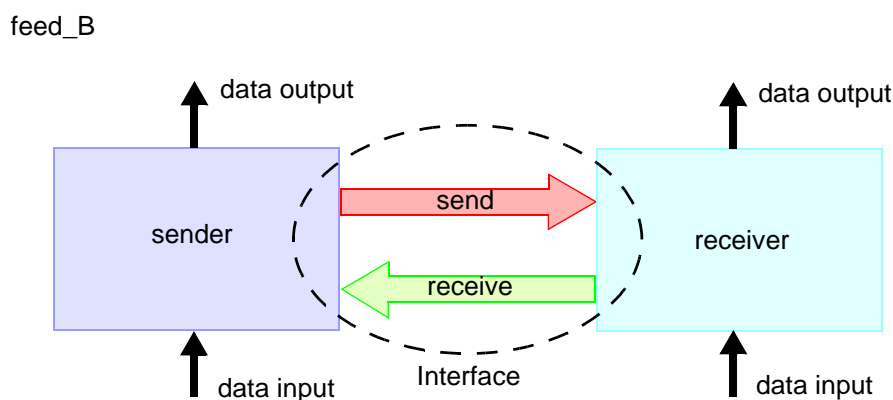 feed_B
data output
data output
send
sender
receiver
receive
Interface
data input
data input